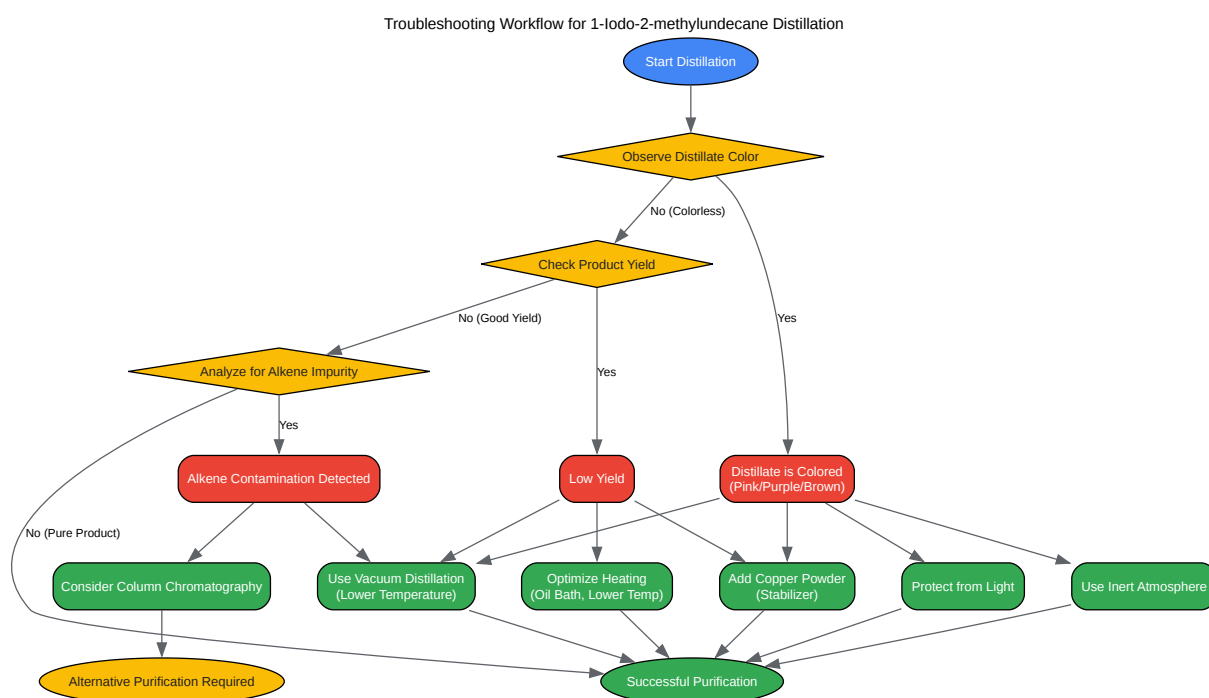 Troubleshooting Workflow for 1-Iodo-2-methylundecane Distillation
Start Distillation
Observe Distillate Color
No (Colorless)
Check Product Yield
No (Good Yield)
Yes
Analyze for Alkene Impurity
Yes
Yes
Alkene Contamination Detected
Low Yield
Distillate is Colored
(Pink/Purple/Brown)
No (Pure Product)
Consider Column Chromatography
Use Vacuum Distillation
(Lower Temperature)
Optimize Heating
(Oil Bath, Lower Temp)
Add Copper Powder
(Stabilizer)
Protect from Light
Use Inert Atmosphere
Alternative Purification Required
Successful Purification